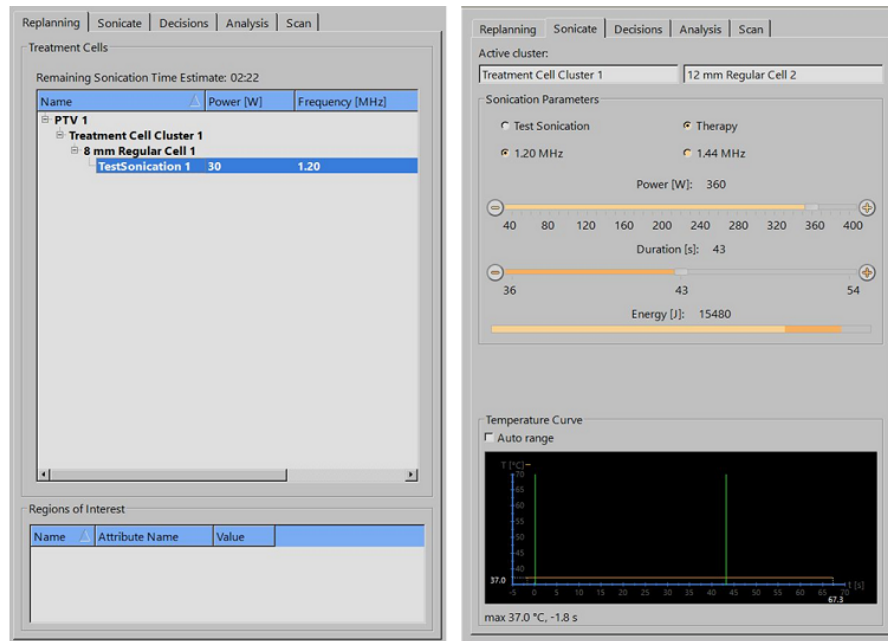 Replanning Sonicate Decisions Analysis Scan
Treatment Cells
Remaining Sonication Time Estimate: 02:22
Name Power [W] Frequency [MHz]
PTV 1
Treatment Cell Cluster 1
8 mm Regular Cell 1
TestSonication 1 30 1.20
Regions of Interest
Name Attribute Name Value
Replanning Sonicate Decisions Analysis Scan
Active cluster:
Treatment Cell Cluster 1 12 mm Regular Cell 2
Sonication Parameters
Test Sonication Therapy
1.20 MHz 1.44 MHz
Power [W]: 360
40 80 120 160 200 240 280 320 360 400
Duration [s]: 43
36 43 54
Energy [J]: 15480
Temperature Curve
Auto range
T [°C]
70
65
60
55
50
45
40
37.0
-5 0 5 10 15 20 25 30 35 40 45 50 55 60 65 70 t [s]
67.3
max 37.0 °C, -1.8 s